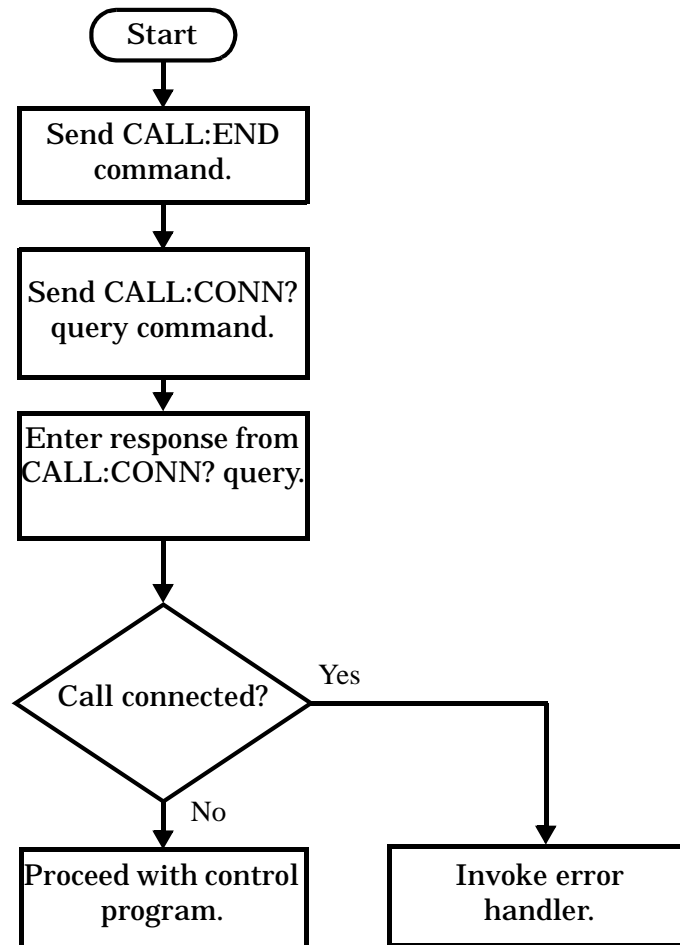 Start
Send CALL:END
command.
Send CALL:CONN?
query command.
Enter response from
CALL:CONN? query.
Call connected?
Yes
No
Proceed with control
program.
Invoke error
handler.